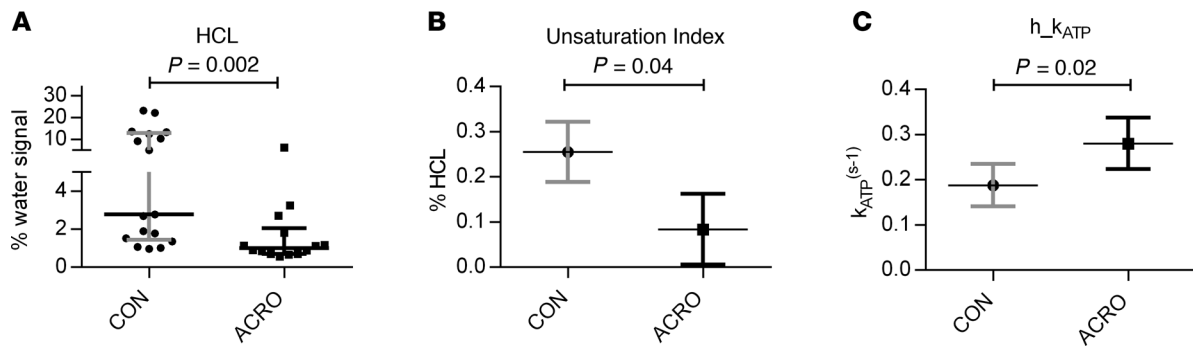 A
HCL
P = 0.002
% water signal
30
20
10
4
2
0
CON
ACRO
B
Unsaturation Index
P = 0.04
% HCL
0.4
0.3
0.2
0.1
0.0
CON
ACRO
C
h_kATP
P = 0.02
kATP(s-1)
0.4
0.3
0.2
0.1
0.0
CON
ACRO